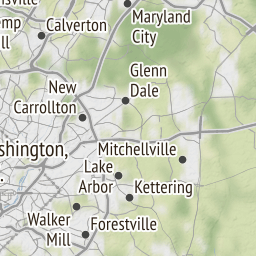 Maryland
City
Calverton
Glenn
Dale
New
Carrollton
Mitchellville
Lake
Arbor
Kettering
Walker
Mill
Forestville